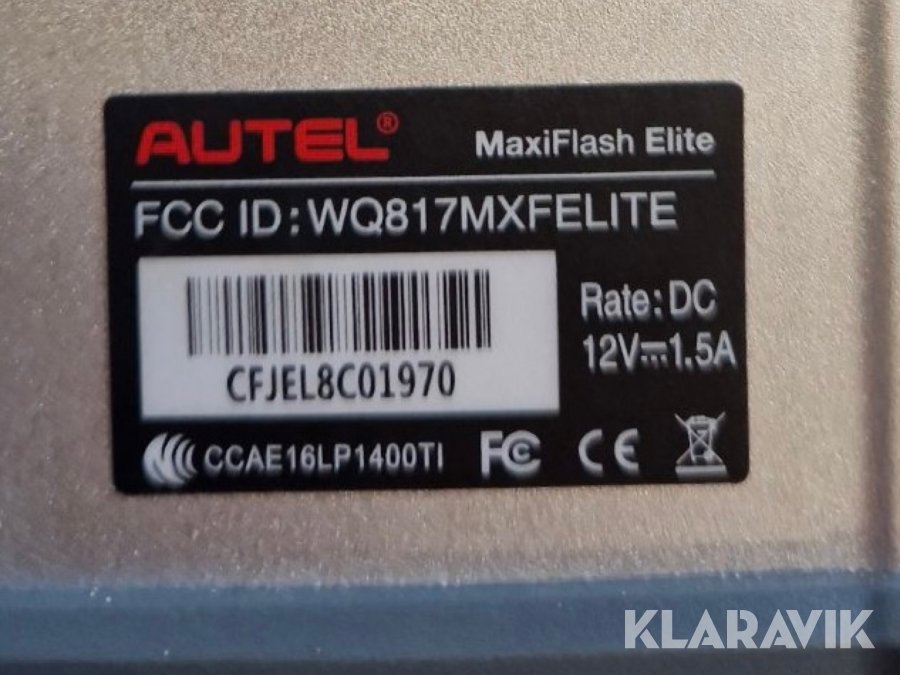 AUTEL® MaxiFlash Elite
FCC ID: WQ817MXFELITE
Rate: DC
12V⎓1.5A
CFJEL8C01970
CCAE16LP1400TI FC CE
KLARAVIK